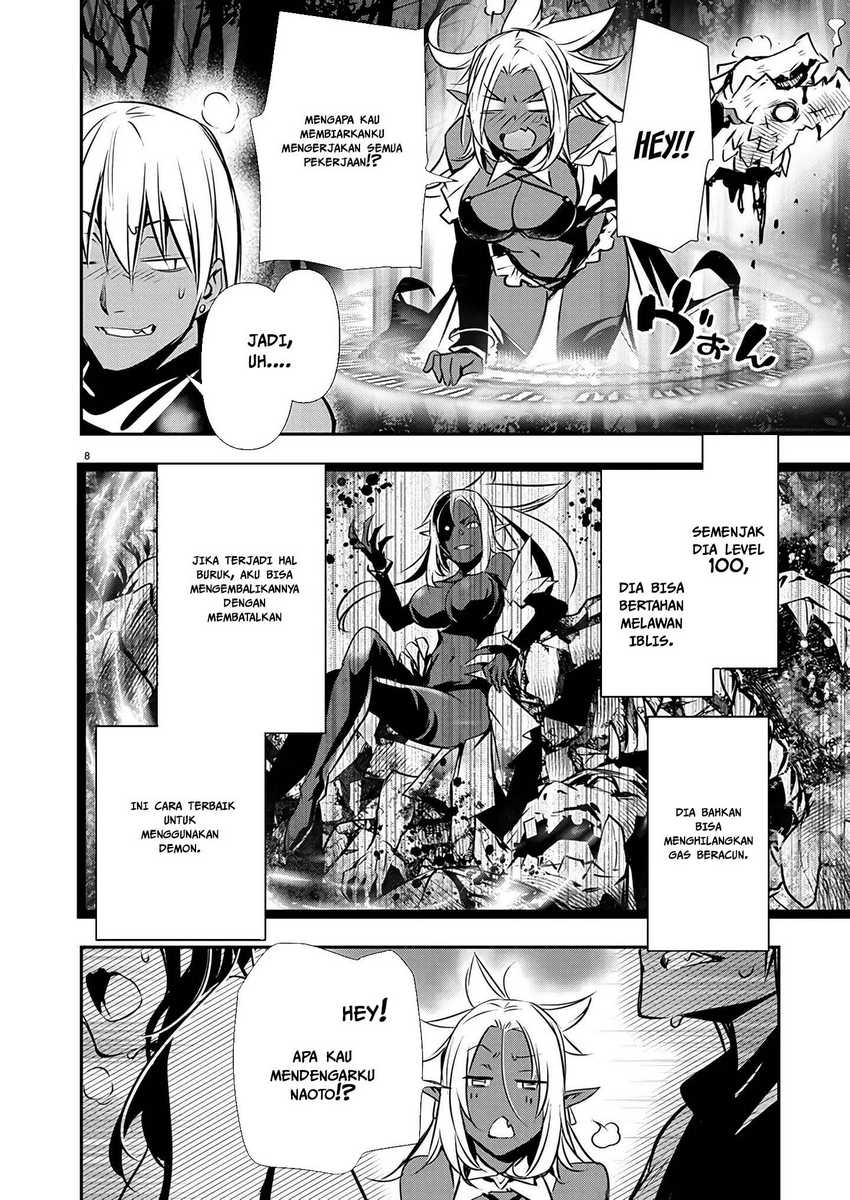 HEY!!
MENGAPA KAU
MEMBIARKANKU
MENGERJAKAN SEMUA
PEKERJAAN!?
ヴぉん
JADI,
UH....
8
SEMENJAK
DIA LEVEL
100,
DIA BISA
BERTAHAN
MELAWAN
IBLIS.
DIA BAHKAN
BISA
MENGHILANGKAN
GAS BERACUN.
JIKA TERJADI HAL
BURUK, AKU BISA
MENGEMBALIKANNYA
DENGAN
MEMBATALKAN
INI CARA TERBAIK
UNTUK
MENGGUNAKAN
DEMON.
HEY!
APA KAU
MENDENGARKU
NAOTO!?